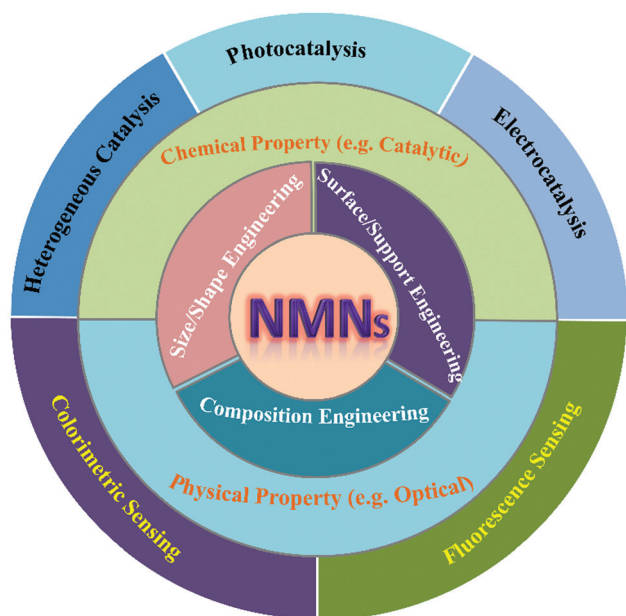 Photocatalysis
Heterogeneous Catalysis
Electrocatalysis
Chemical Property (e.g. Catalytic)
Size/Shape Engineering
Surface/Support Engineering
NMNs
Composition Engineering
Physical Property (e.g. Optical)
Colorimetric Sensing
Fluorescence Sensing